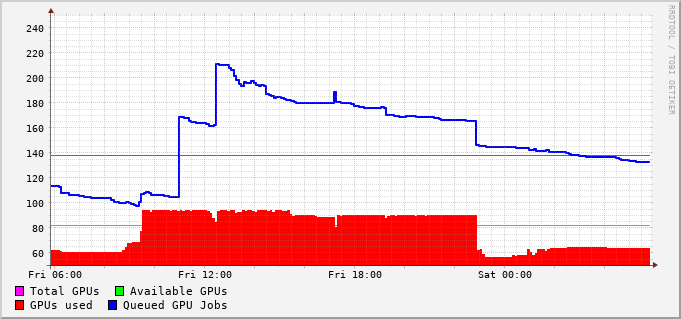 RRDTOOL / TOBI OETIKER
240
220
200
180
160
140
120
100
80
60
Fri 06:00 Fri 12:00 Fri 18:00 Sat 00:00
Total GPUs Available GPUs
GPUs used Queued GPU Jobs